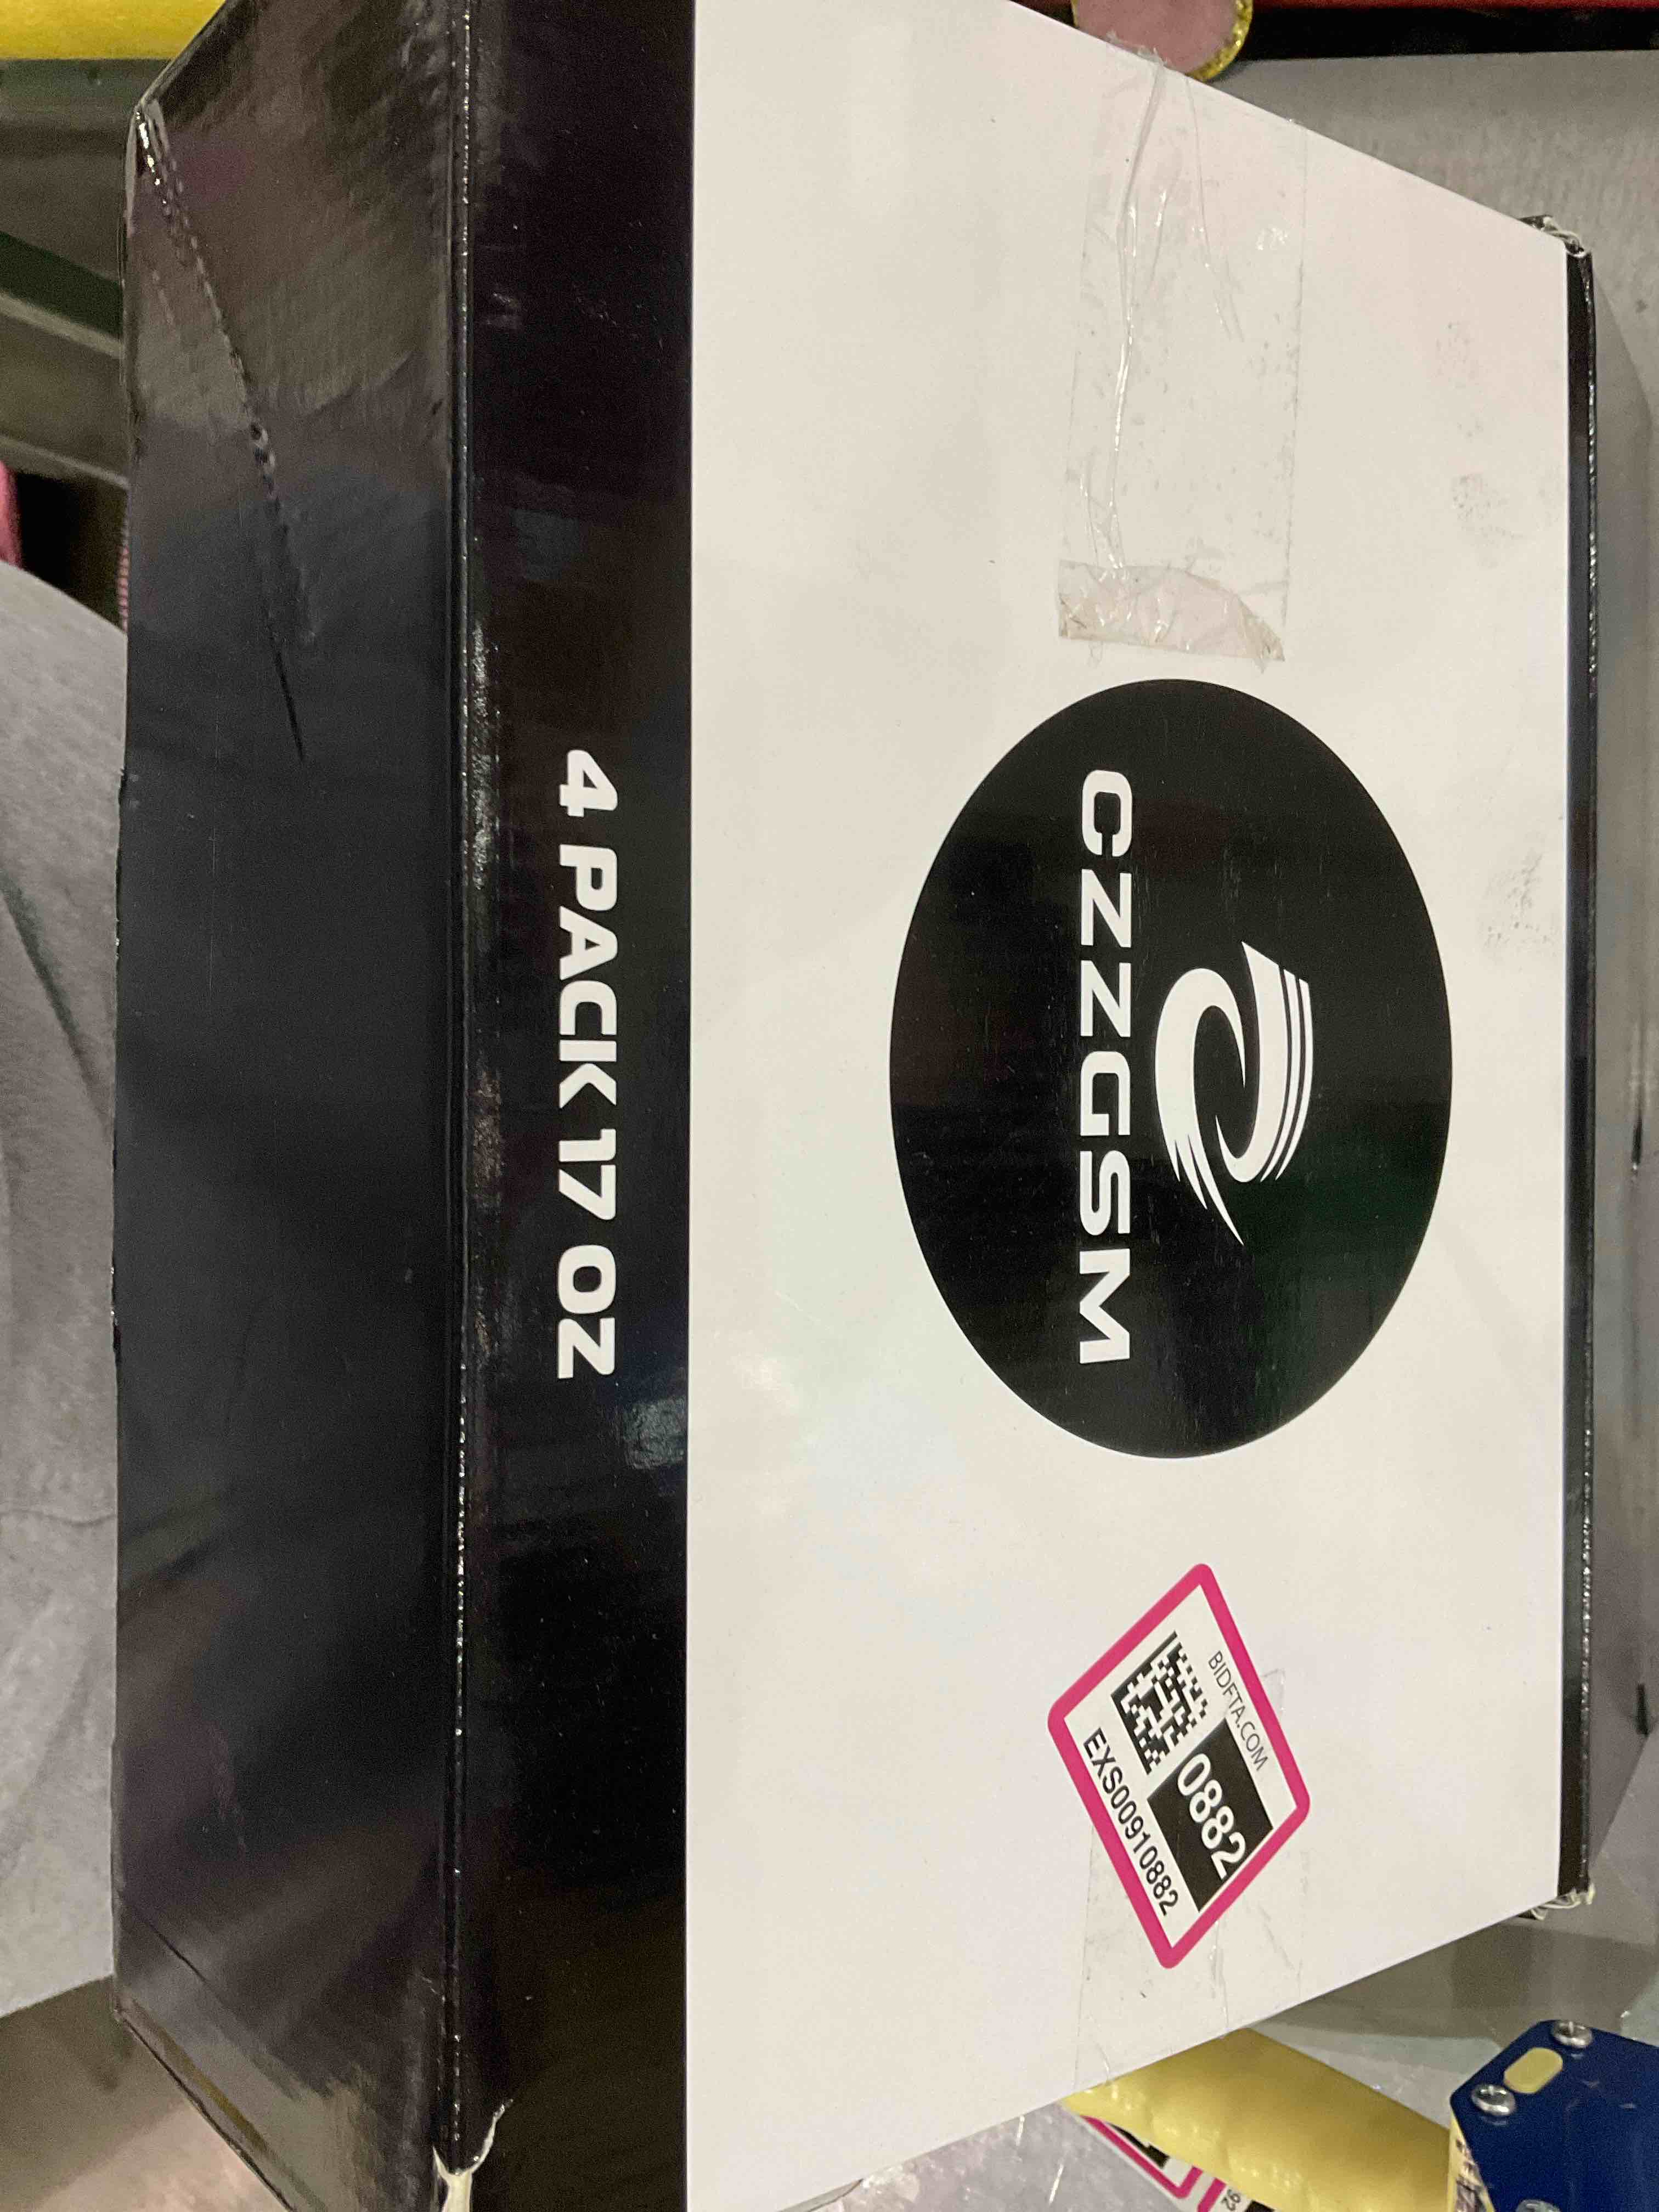 CZZGSM
4 PACK 17 OZ
BIDFTA.COM
0882
EXS00910882